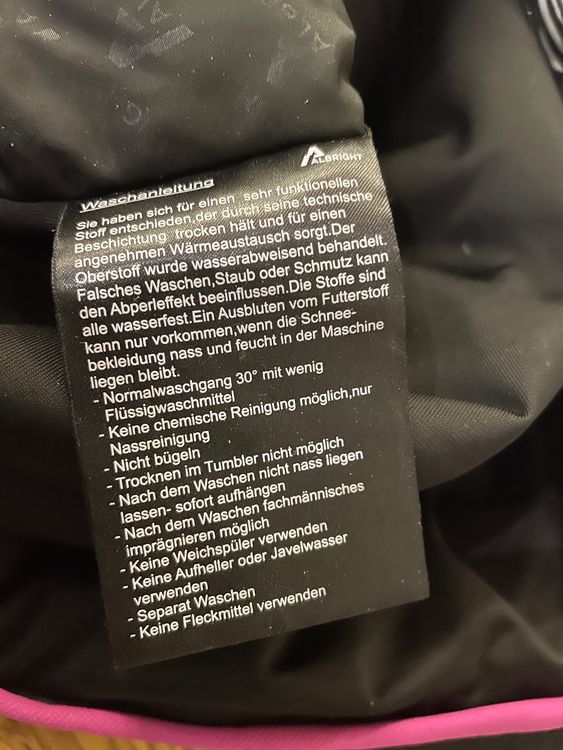 ALBRIGHT
Waschanleitung
Sie haben sich für einen sehr funktionellen
Stoff entschieden,der durch seine technische
Beschichtung trocken hält und für einen
angenehmen Wärmeaustausch sorgt.Der
Oberstoff wurde wasserabweisend behandelt.
Falsches Waschen,Staub oder Schmutz kann
den Abperleffekt beeinflussen.Die Stoffe sind
alle wasserfest.Ein Ausbluten vom Futterstoff
kann nur vorkommen,wenn die Schnee-
bekleidung nass und feucht in der Maschine
liegen bleibt.
- Normalwaschgang 30° mit wenig
Flüssigwaschmittel
- Keine chemische Reinigung möglich,nur
Nassreinigung
- Nicht bügeln
- Trocknen im Tumbler nicht möglich
- Nach dem Waschen nicht nass liegen
lassen- sofort aufhängen
- Nach dem Waschen fachmännisches
imprägnieren möglich
- Keine Weichspüler verwenden
- Keine Aufheller oder Javelwasser
verwenden
- Separat Waschen
- Keine Fleckmittel verwenden